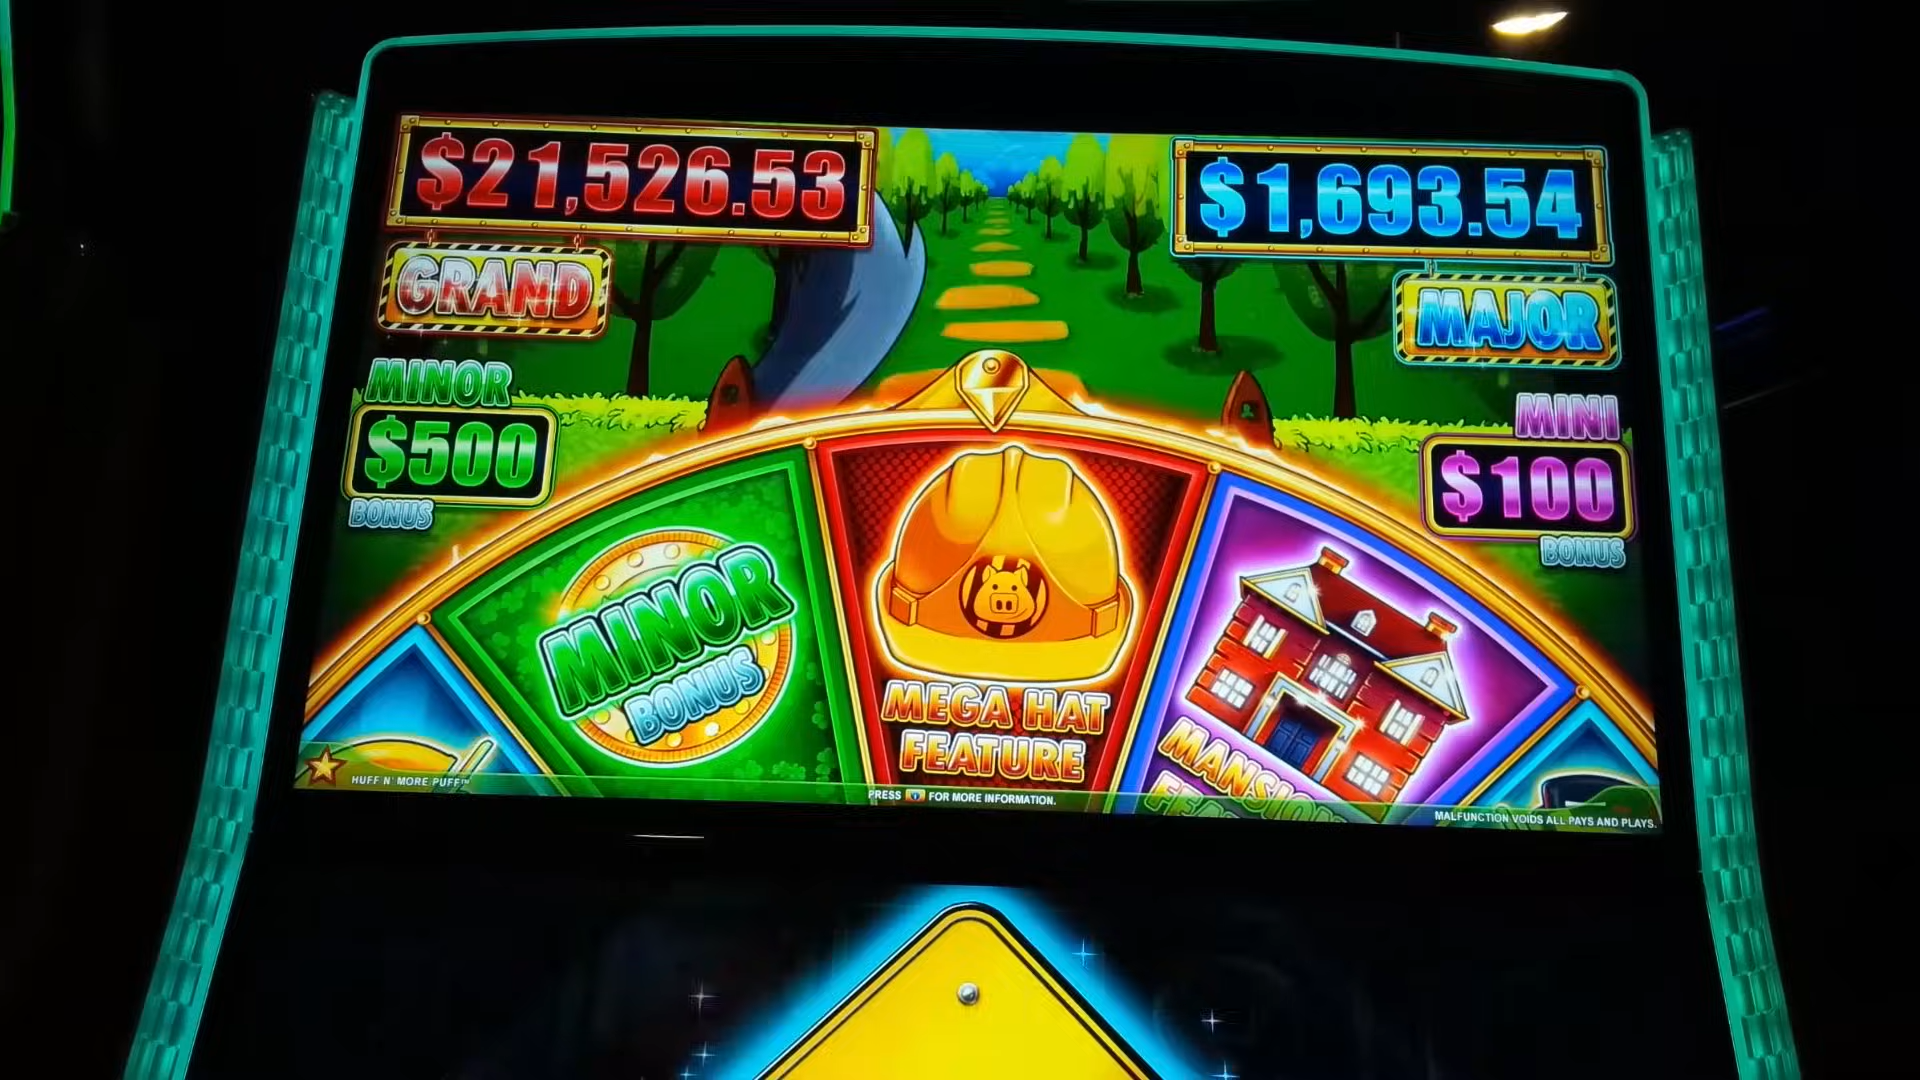 $21,526.53
GRAND
$1,693.54
MAJOR
MINOR
$500
BONUS
MINI
$100
BONUS
MINOR
BONUS
MEGA HAT
FEATURE
MANSION
HUFF N' MORE PUFF™
PRESS FOR MORE INFORMATION.
MALFUNCTION VOIDS ALL PAYS AND PLAYS.